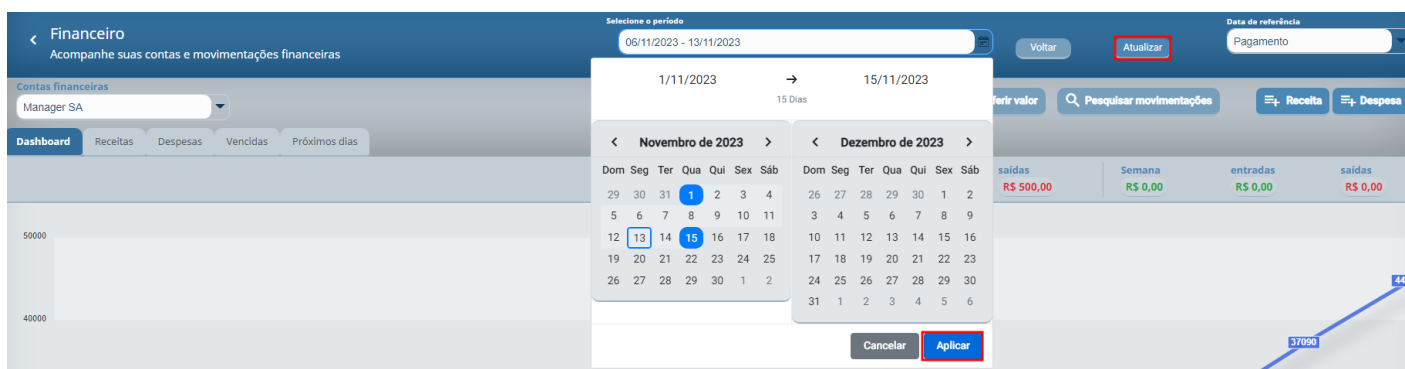 Financeiro
Acompanhe suas contas e movimentações financeiras
Selecione o período
06/11/2023 - 13/11/2023
Voltar
Atualizar
Data de referência
Pagamento
Contas financeiras
Manager SA
1/11/2023 → 15/11/2023
15 Dias
ferir valor
Pesquisar movimentações
Receita
Despesa
Dashboard Receitas Despesas Vencidas Próximos dias
Novembro de 2023
Dom Seg Ter Qua Qui Sex Sáb
29 30 31 1 2 3 4
5 6 7 8 9 10 11
12 13 14 15 16 17 18
19 20 21 22 23 24 25
26 27 28 29 30 1 2
Dezembro de 2023
Dom Seg Ter Qua Qui Sex Sáb
26 27 28 29 30 1 2
3 4 5 6 7 8 9
10 11 12 13 14 15 16
17 18 19 20 21 22 23
24 25 26 27 28 29 30
31 1 2 3 4 5 6
Cancelar
Aplicar
saídas Semana entradas saídas
R$ 500,00 R$ 0,00 R$ 0,00 R$ 0,00
50000
40000
44
37090